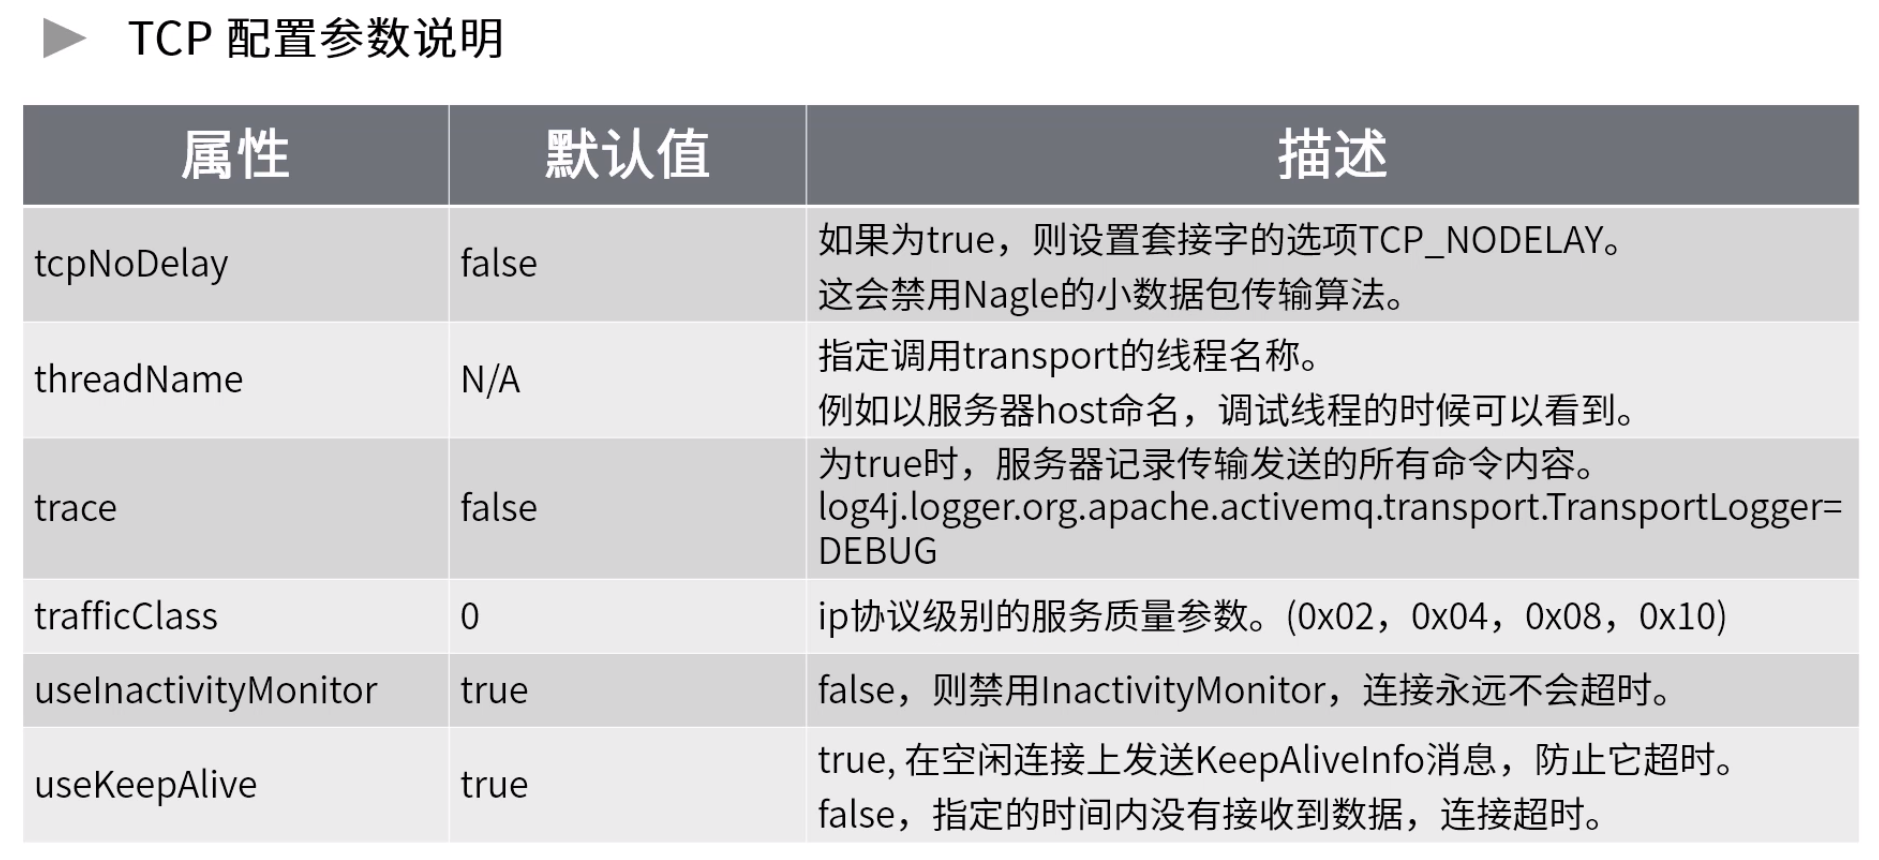 TCP 配置参数说明
属性 默认值 描述
tcpNoDelay false 如果为true，则设置套接字的选项TCP_NODELAY。
这会禁用Nagle的小数据包传输算法。
threadName N/A 指定调用transport的线程名称。
例如以服务器host命名，调试线程的时候可以看到。
trace false 为true时，服务器记录传输发送的所有命令内容。
log4j.logger.org.apache.activemq.transport.TransportLogger=
DEBUG
trafficClass 0 ip协议级别的服务质量参数。(0x02，0x04，0x08，0x10)
useInactivityMonitor true false，则禁用InactivityMonitor，连接永远不会超时。
useKeepAlive true true, 在空闲连接上发送KeepAliveInfo消息，防止它超时。
false，指定的时间内没有接收到数据，连接超时。